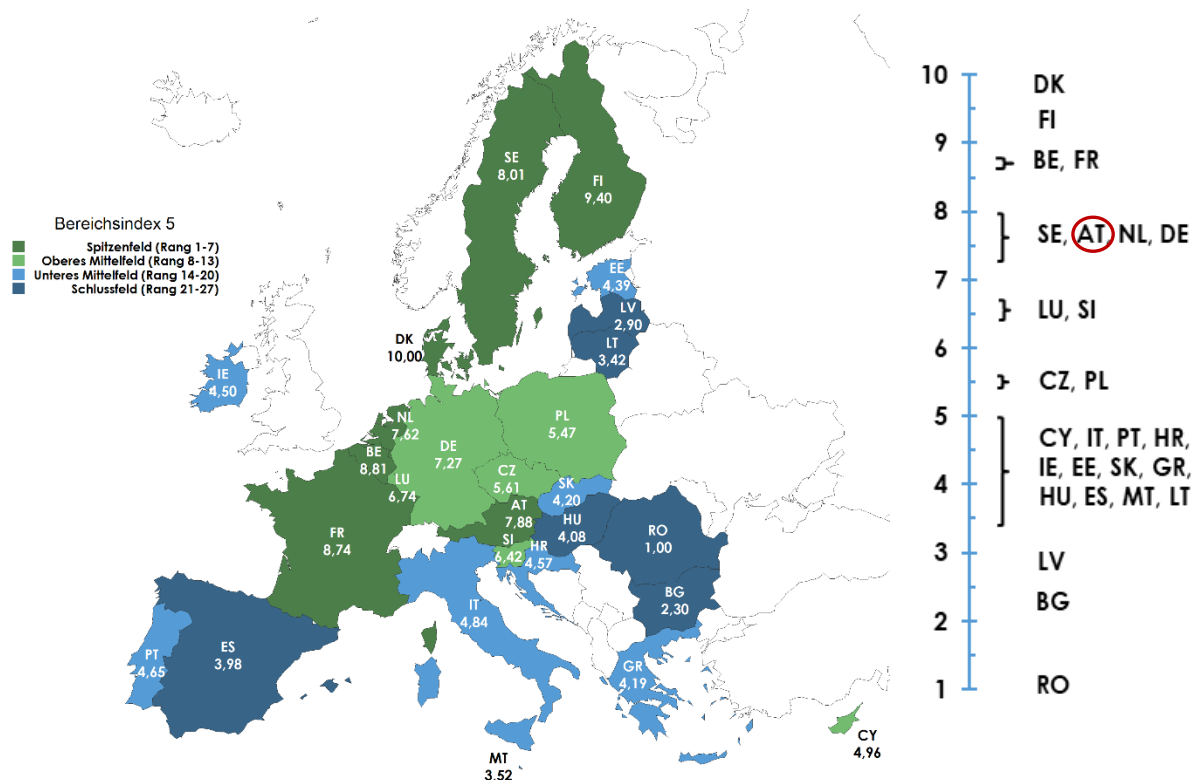 Bereichsindex 5
Spitzenfeld (Rang 1-7)
Oberes Mittelfeld (Rang 8-13)
Unteres Mittelfeld (Rang 14-20)
Schlussfeld (Rang 21-27)
SE
8,01
FI
9,40
EE
4,39
LV
2,90
LT
3,42
DK
10,00
IE
4,50
NL
7,62
BE
8,81
LU
6,74
DE
7,27
PL
5,47
CZ
5,61
SK
4,20
AT
7,88
HU
4,08
SI
6,42
HR
4,57
FR
8,74
RO
1,00
BG
2,30
IT
4,84
ES
3,98
PT
4,65
GR
4,19
MT
3,52
CY
4,96
10
9
8
7
6
5
4
3
2
1
DK
FI
BE, FR
SE, AT, NL, DE
LU, SI
CZ, PL
CY, IT, PT, HR,
IE, EE, SK, GR,
HU, ES, MT, LT
LV
BG
RO